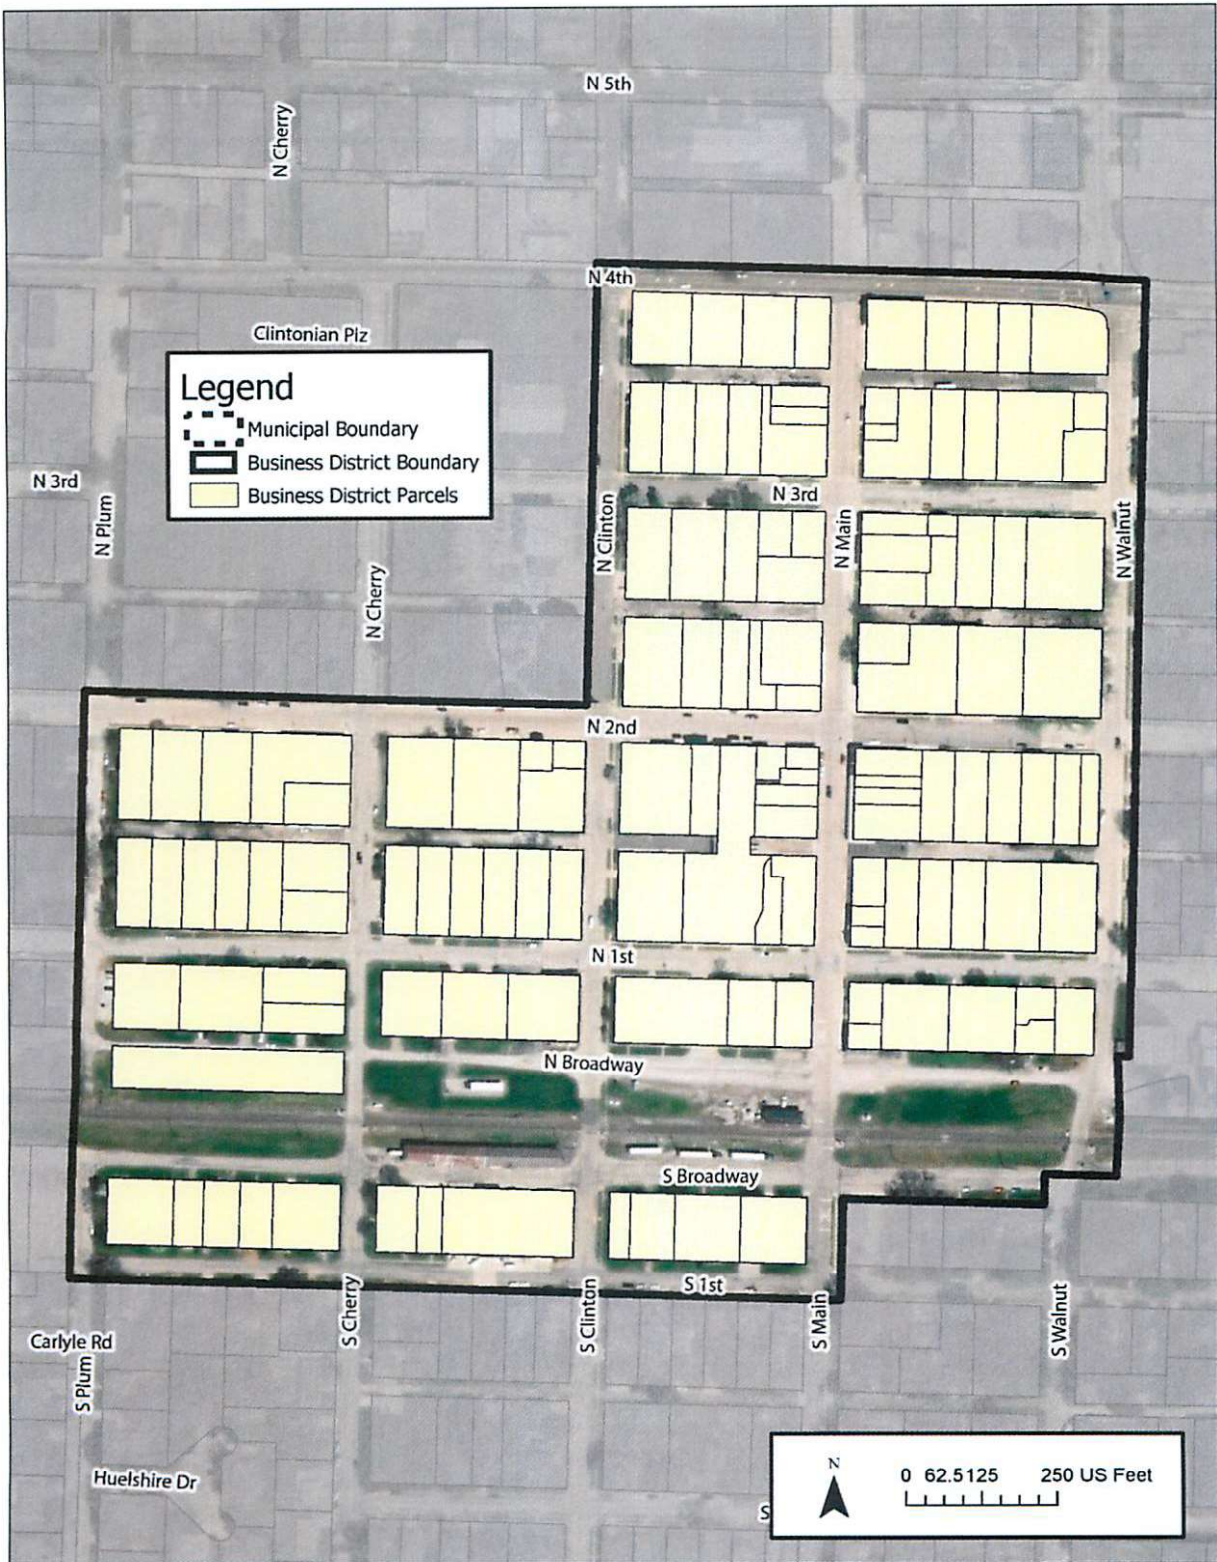 N 5th
N Cherry
N 4th
Clintonian Plz
Legend
Municipal Boundary
Business District Boundary
Business District Parcels
N 3rd
N Plum
N Clinton
N 3rd
N Main
N Walnut
N Cherry
N 2nd
N 1st
N Broadway
S Broadway
S 1st
S Cherry
S Clinton
S Main
S Walnut
Carlyle Rd
S Plum
Huelshire Dr
S
N
0 62.5125 250 US Feet